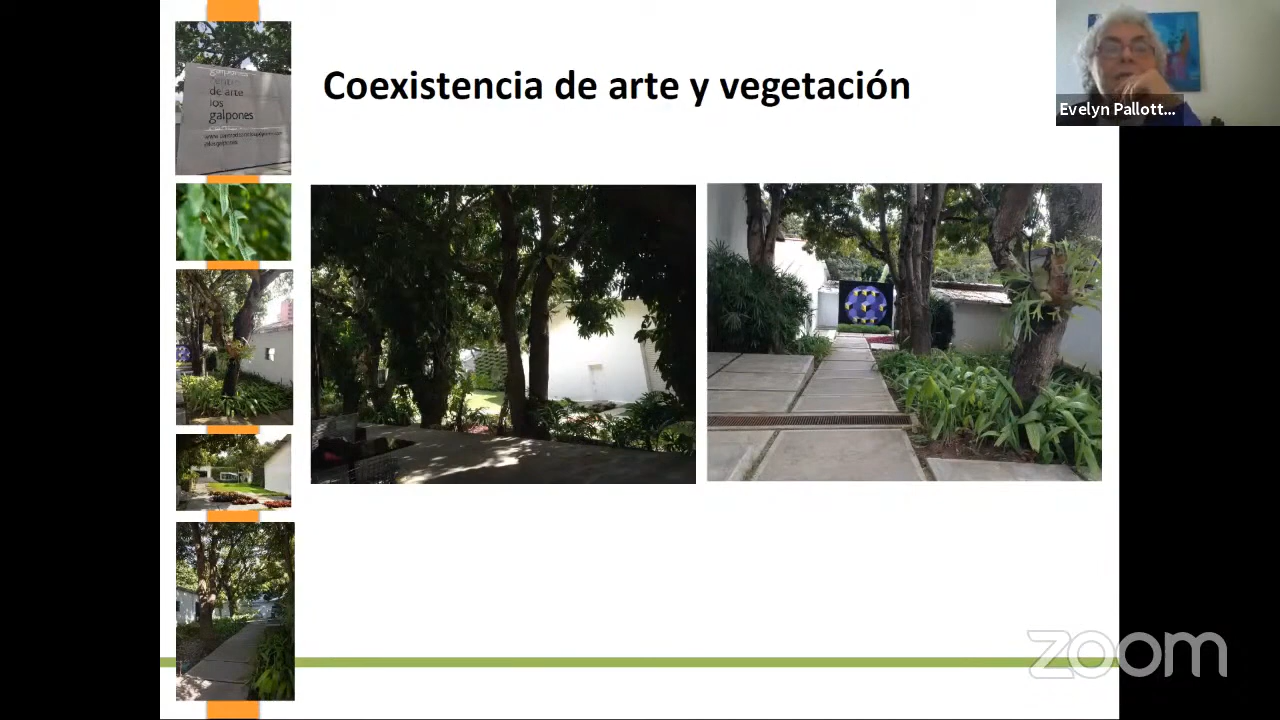 Coexistencia de arte y vegetación
de arte
los
galpones
Evelyn Pallott...
zoom